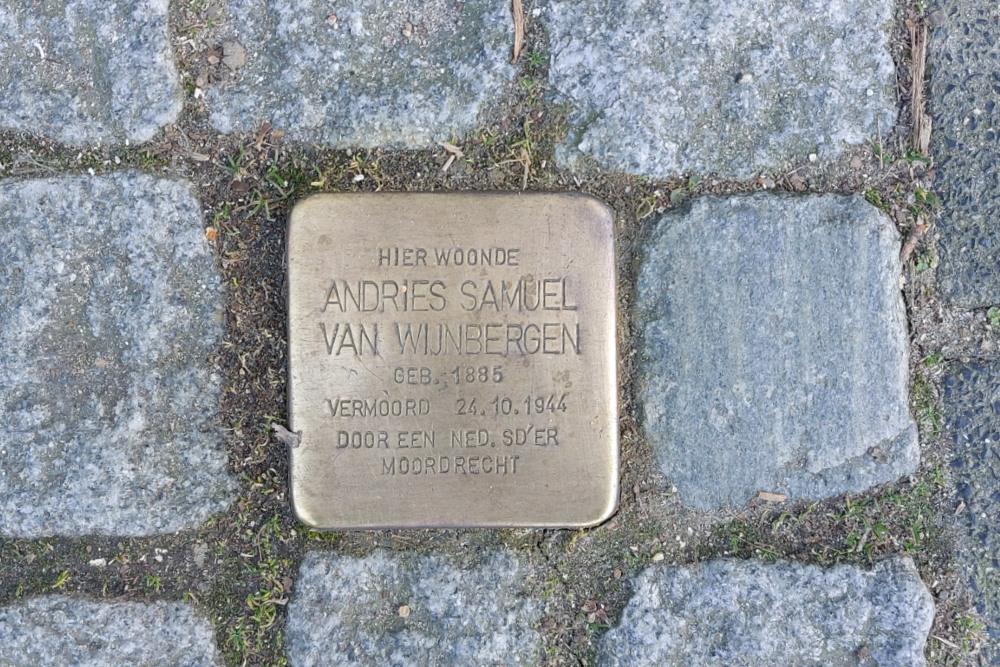 HIER WOONDE
ANDRIES SAMUEL
VAN WIJNBERGEN
GEB. 1885
VERMOORD 24.10.1944
DOOR EEN NED. SD'ER
MOORDRECHT